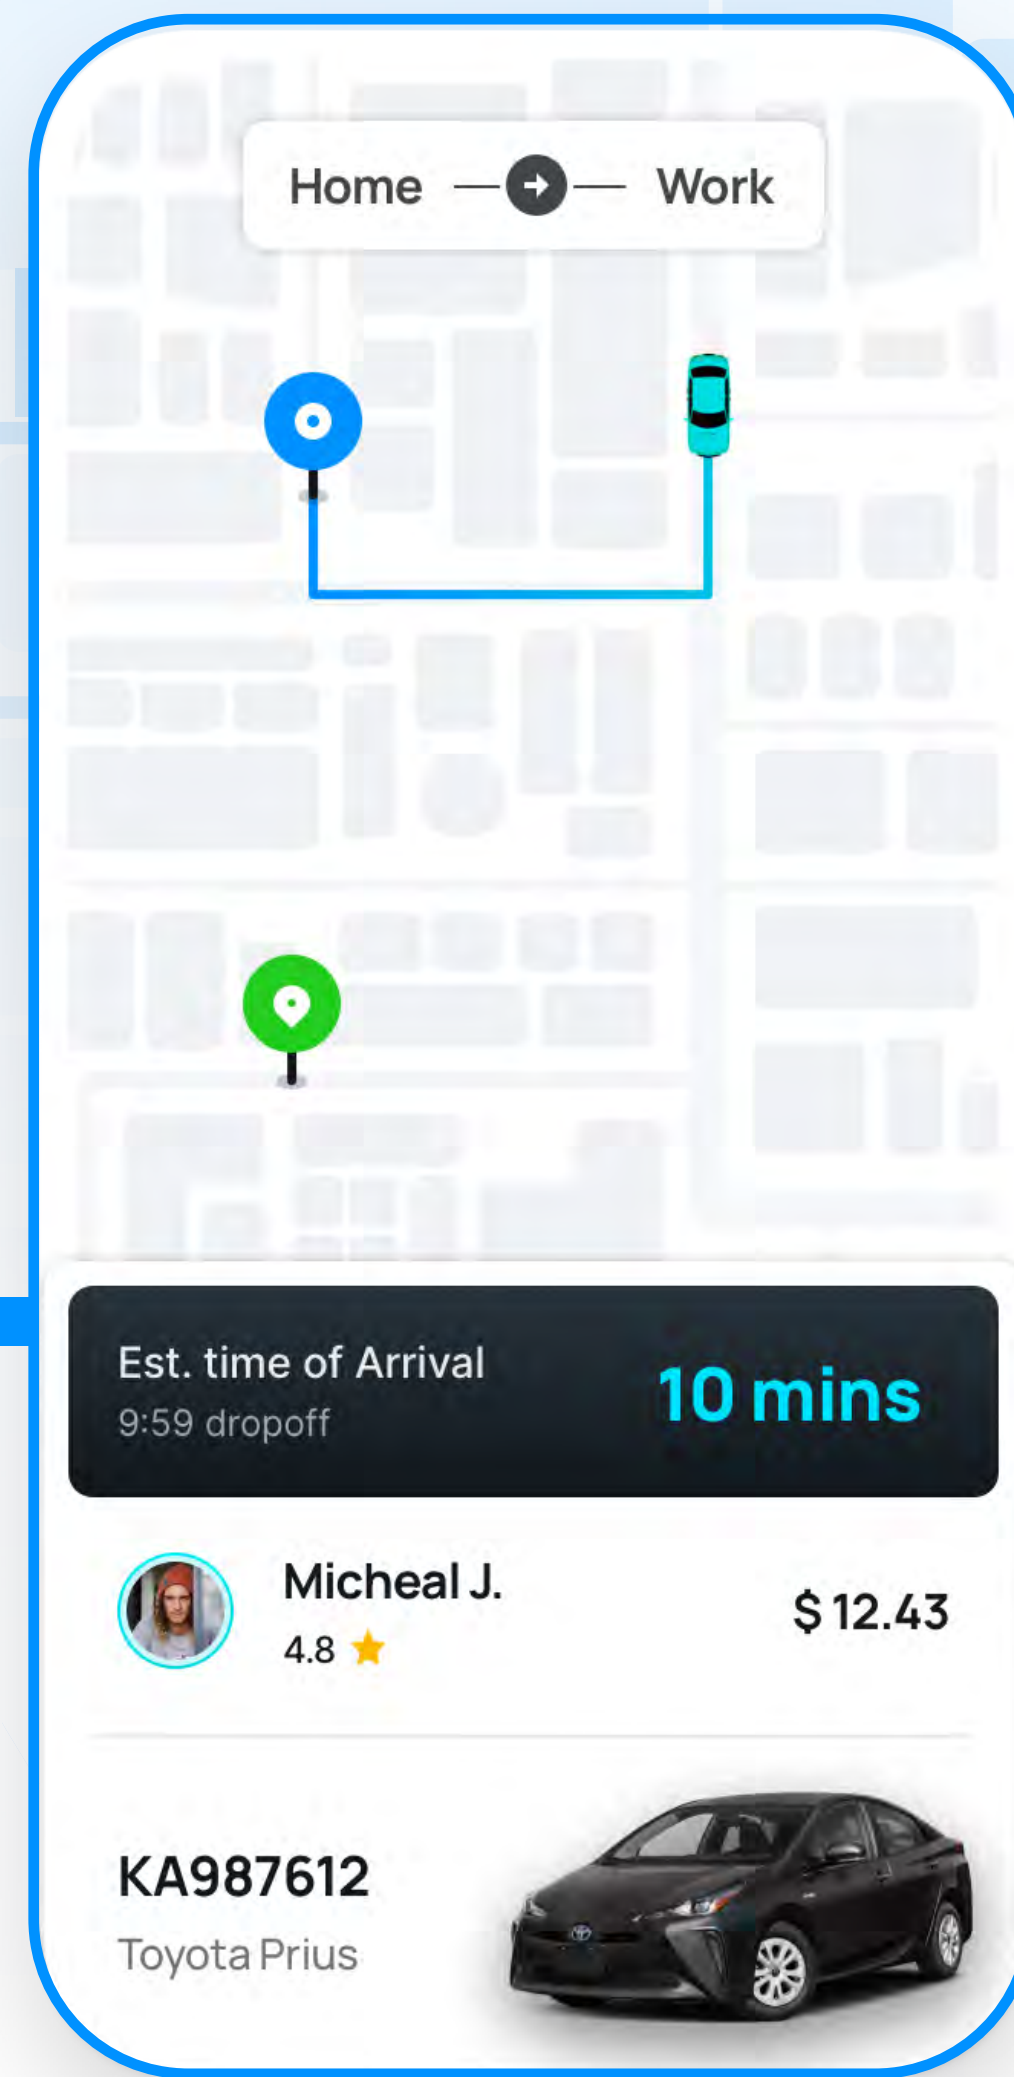 Home Work
Est. time of Arrival
9:59 dropoff
10 mins
Micheal J.
4.8
$ 12.43
KA987612
Toyota Prius